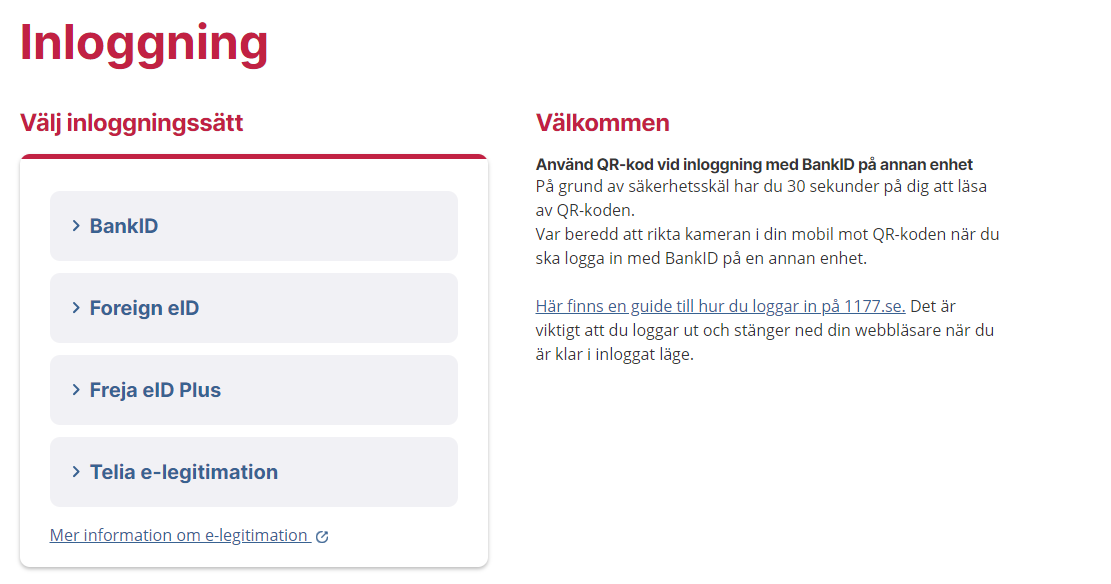 Inloggning
Välj inloggningssätt
BankID
Foreign eID
Freja eID Plus
Telia e-legitimation
Mer information om e-legitimation
Välkommen
Använd QR-kod vid inloggning med BankID på annan enhet
På grund av säkerhetsskäl har du 30 sekunder på dig att läsa
av QR-koden.
Var beredd att rikta kameran i din mobil mot QR-koden när du
ska logga in med BankID på en annan enhet.
Här finns en guide till hur du loggar in på 1177.se. Det är
viktigt att du loggar ut och stänger ned din webbläsare när du
är klar i inloggat läge.